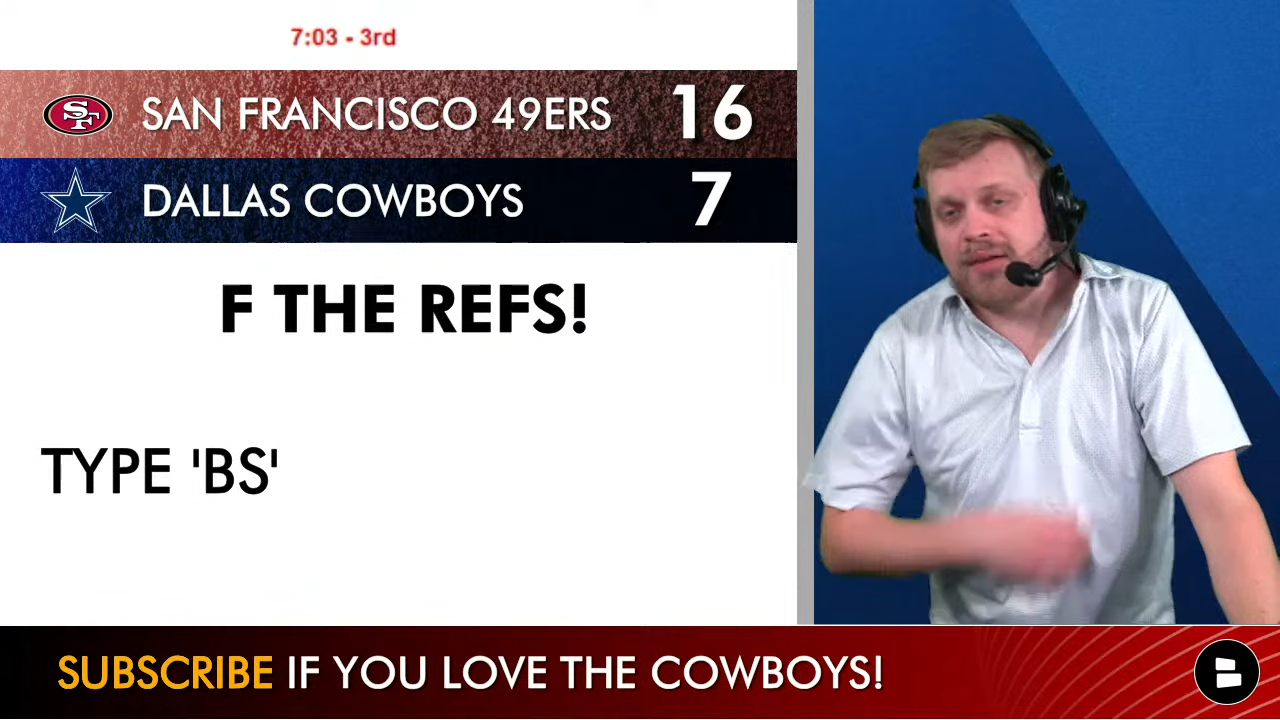 7:03 - 3rd
SF SAN FRANCISCO 49ERS 16
DALLAS COWBOYS 7
F THE REFS!
TYPE 'BS'
SUBSCRIBE IF YOU LOVE THE COWBOYS!